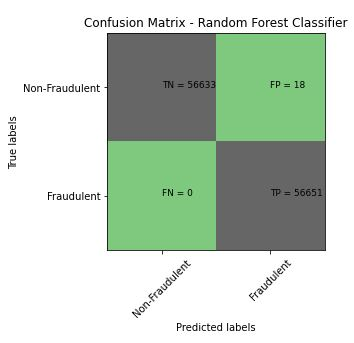 Confusion Matrix - Random Forest Classifier
Non-Fraudulent
TN = 56633
FP = 18
True labels
Fraudulent
FN = 0
TP = 56651
Non-Fraudulent
Fraudulent
Predicted labels